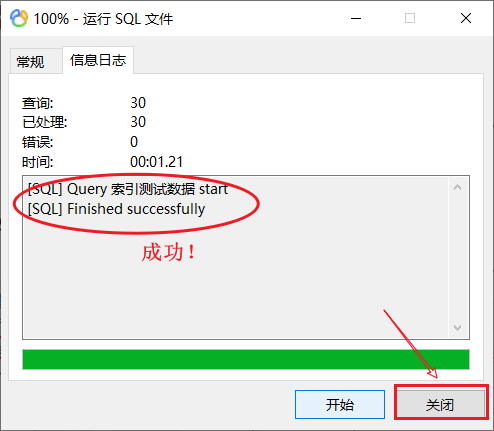 100% - 运行 SQL 文件
常规 信息日志
查询: 30
已处理: 30
错误: 0
时间: 00:01.21
[SQL] Query 索引测试数据 start
[SQL] Finished successfully
成功！
开始 关闭